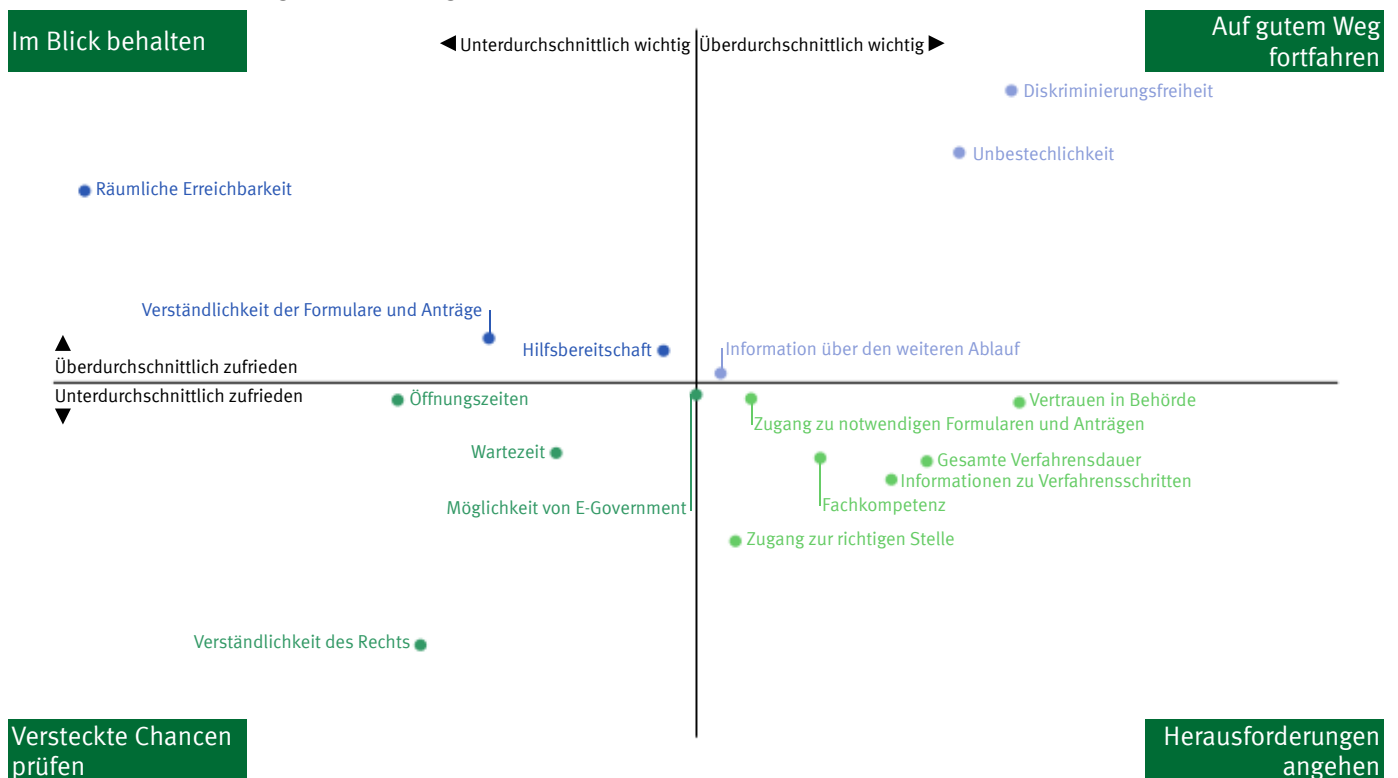 Im Blick behalten
◀ Unterdurchschnittlich wichtig
Überdurchschnittlich wichtig ▶
Auf gutem Weg
fortfahren
Diskriminierungsfreiheit
Unbestechlichkeit
Räumliche Erreichbarkeit
Verständlichkeit der Formulare und Anträge
Hilfsbereitschaft
Information über den weiteren Ablauf
▲
Überdurchschnittlich zufrieden
Unterdurchschnittlich zufrieden
▼
Öffnungszeiten
Vertrauen in Behörde
Zugang zu notwendigen Formularen und Anträgen
Wartezeit
Gesamte Verfahrensdauer
Informationen zu Verfahrensschritten
Möglichkeit von E-Government
Fachkompetenz
Zugang zur richtigen Stelle
Verständlichkeit des Rechts
Versteckte Chancen
prüfen
Herausforderungen
angehen